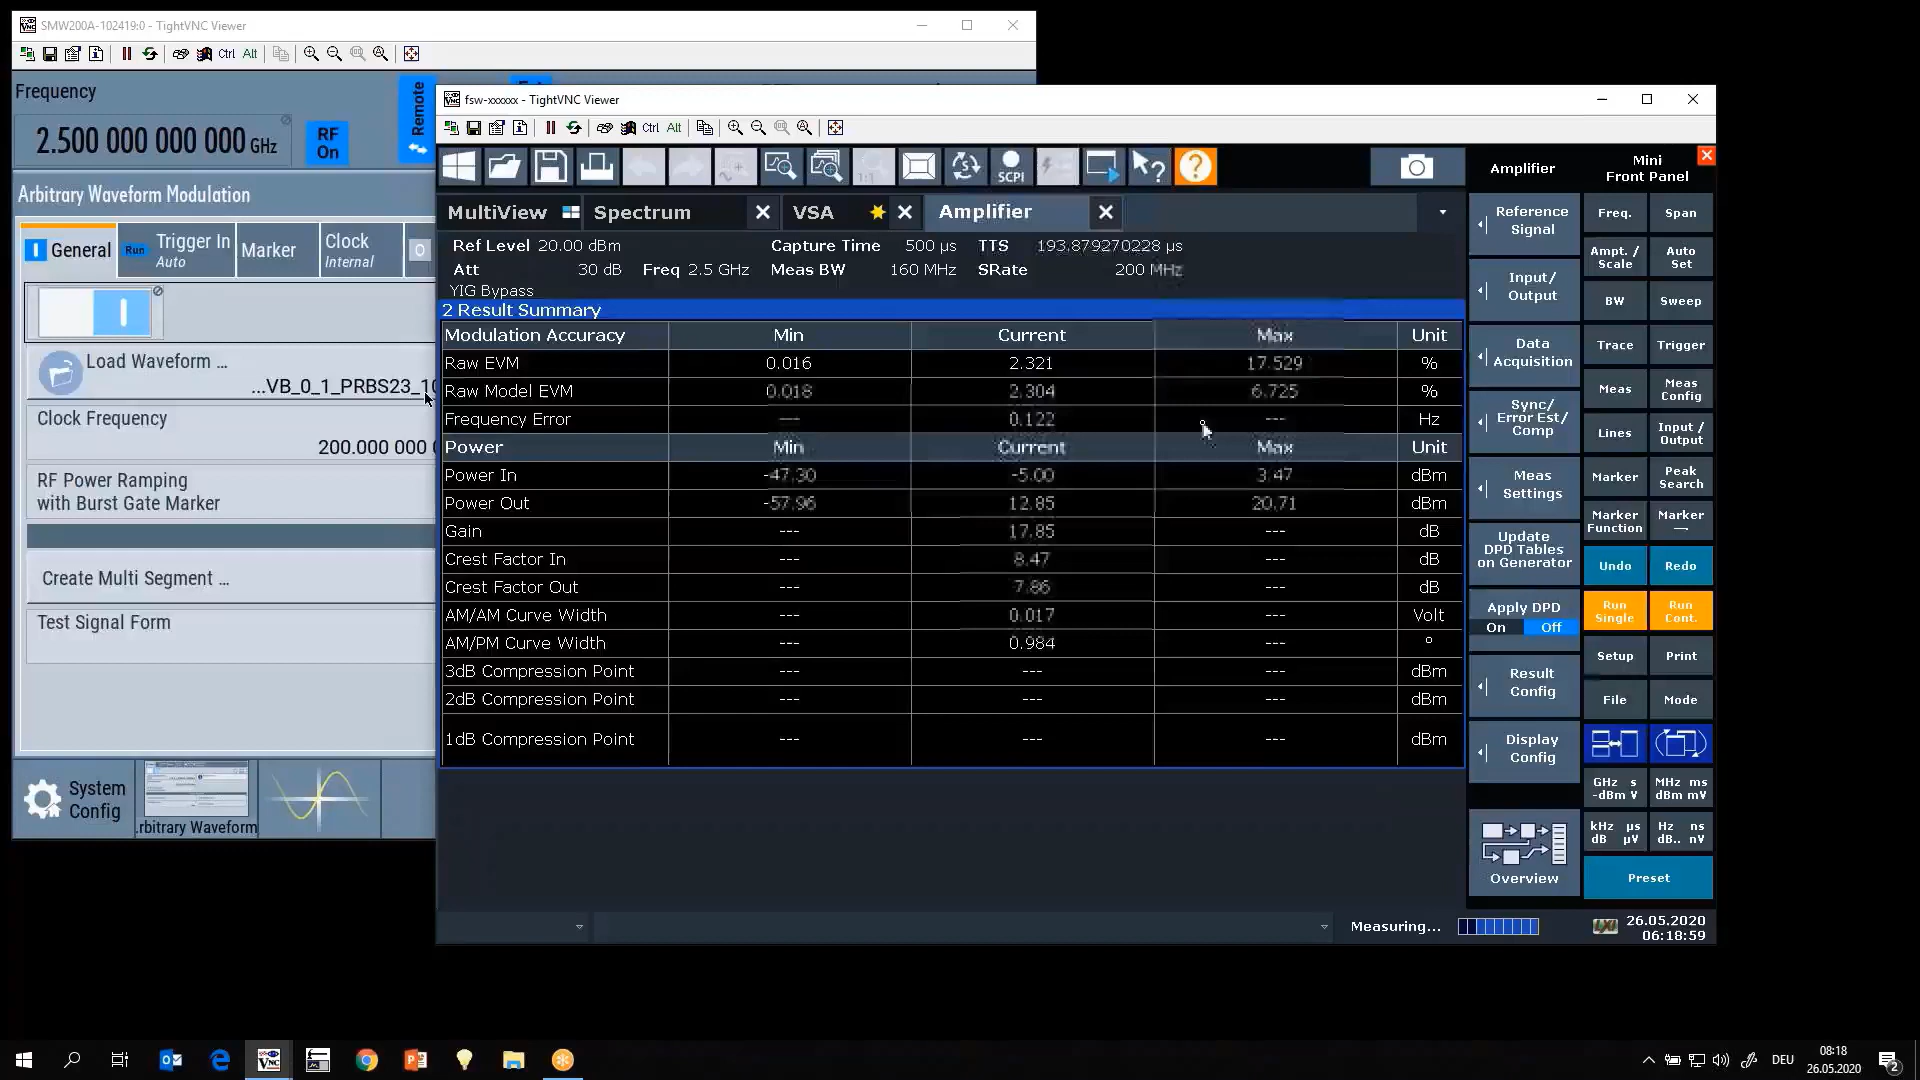 SMW200A-102419:0 - TightVNC Viewer
Ctrl Alt
Frequency
2.500 000 000 000 GHz
RF On
Remote
Arbitrary Waveform Modulation
General
Run
Trigger In
Auto
Marker
Clock
Internal
Load Waveform ...
...VB_0_1_PRBS23_10
Clock Frequency
200.000 000
RF Power Ramping
with Burst Gate Marker
Create Multi Segment ...
Test Signal Form
System
Config
rbitrary Waveform
fsw-xxxxxx - TightVNC Viewer
Ctrl Alt
SCPI
MultiView
Spectrum
VSA
Amplifier
Ref Level 20.00 dBm Capture Time 500 µs TTS 193.879270228 µs
Att 30 dB Freq 2.5 GHz Meas BW 160 MHz SRate 200 MHz
YIG Bypass
2 Result Summary
Modulation Accuracy Min Current Max Unit
Raw EVM 0.016 2.321 17.529 %
Raw Model EVM 0.018 2.304 6.725 %
Frequency Error --- 0.122 --- Hz
Power Min Current Max Unit
Power In -47.30 -5.00 3.47 dBm
Power Out -57.96 12.85 20.71 dBm
Gain --- 17.85 --- dB
Crest Factor In --- 8.47 --- dB
Crest Factor Out --- 7.86 --- dB
AM/AM Curve Width --- 0.017 --- Volt
AM/PM Curve Width --- 0.984 --- °
3dB Compression Point --- --- --- dBm
2dB Compression Point --- --- --- dBm
1dB Compression Point --- --- --- dBm
Measuring...
26.05.2020
06:18:59
Amplifier
Reference
Signal
Input/
Output
Data
Acquisition
Sync/
Error Est/
Comp
Meas
Settings
Update
DPD Tables
on Generator
Apply DPD
On Off
Result
Config
Display
Config
Overview
Mini
Front Panel
Freq. Span
Ampt. /
Scale
Auto
Set
BW Sweep
Trace Trigger
Meas
Meas
Config
Lines
Input /
Output
Marker
Peak
Search
Marker
Function
Marker
Undo Redo
Run
Single
Run
Cont.
Setup Print
File Mode
GHz s
-dBm V
MHz ms
dBm mV
kHz µs
dB µV
Hz ns
dB.. nV
Preset
DEU
08:18
26.05.2020
2